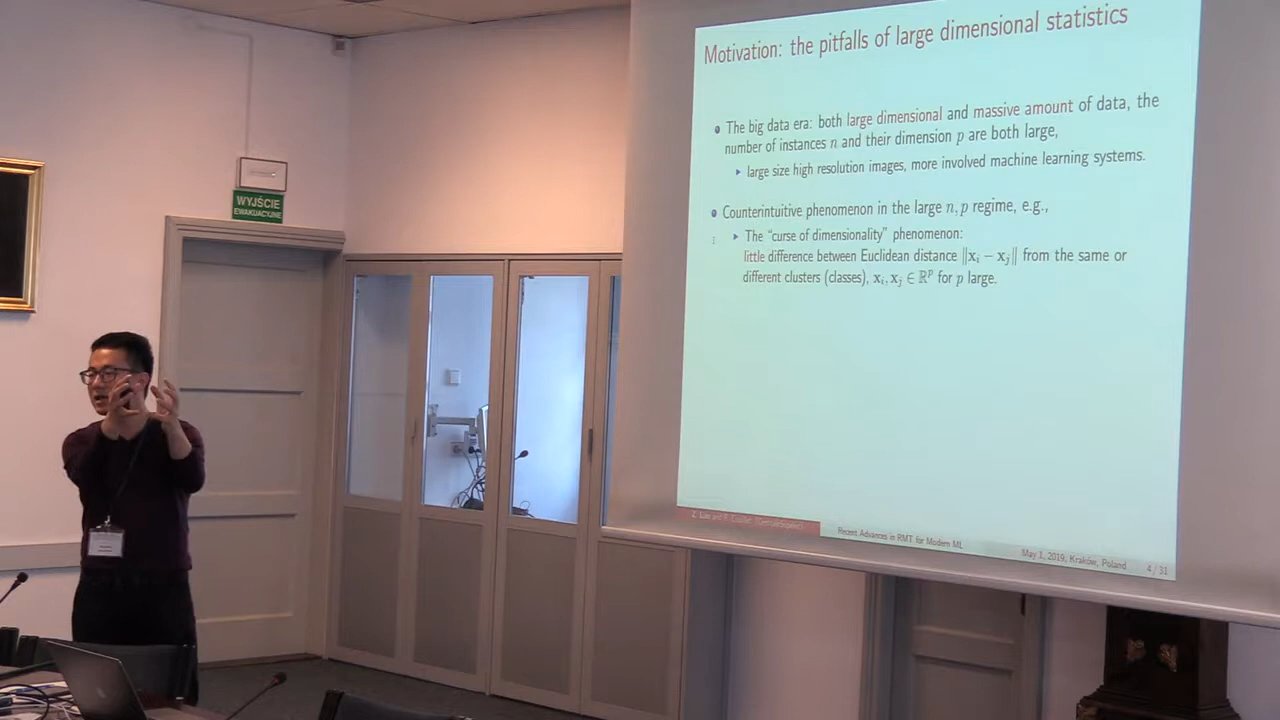 Motivation: the pitfalls of large dimensional statistics
The big data era: both large dimensional and massive amount of data, the
number of instances n and their dimension p are both large,
large size high resolution images, more involved machine learning systems.
Counterintuitive phenomenon in the large n, p regime, e.g.,
The “curse of dimensionality” phenomenon:
little difference between Euclidean distance ‖xᵢ − xⱼ‖ from the same or
different clusters (classes), xᵢ, xⱼ ∈ ℝᵖ for p large.
Recent Advances in RMT for Modern ML
May 1, 2019, Kraków, Poland
4 / 31
WYJŚCIE
EWAKUACYJNE